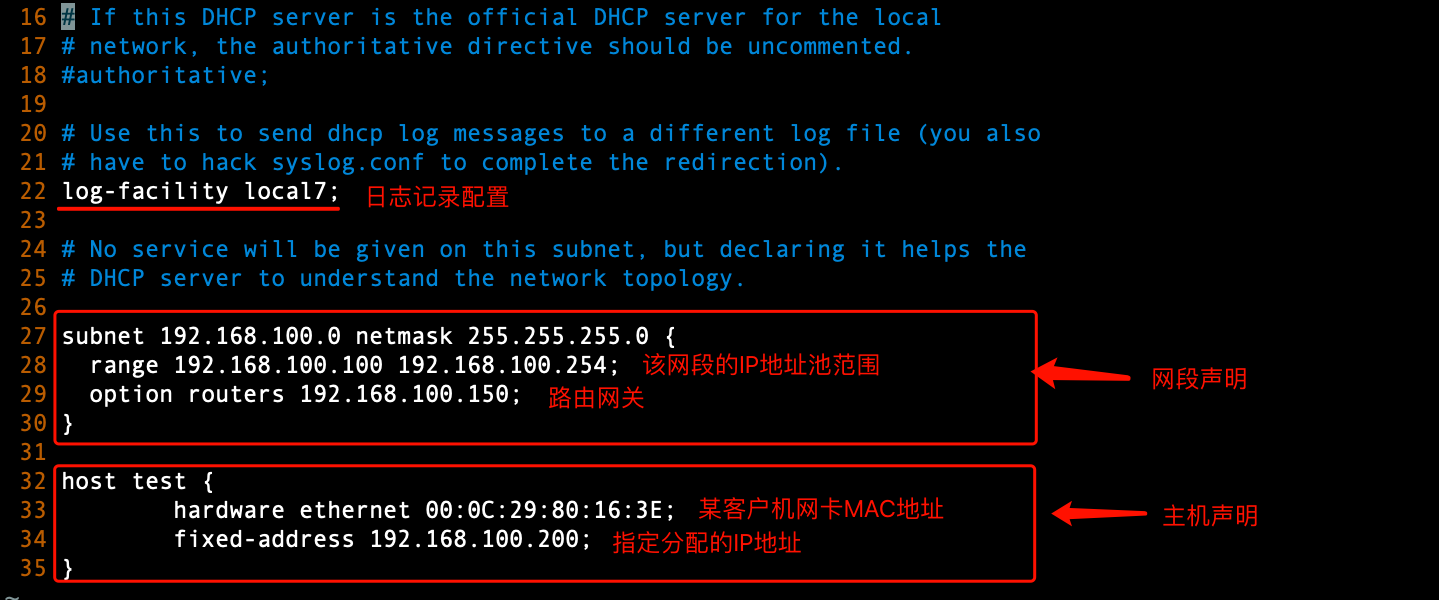 16 # If this DHCP server is the official DHCP server for the local
17 # network, the authoritative directive should be uncommented.
18 #authoritative;
19
20 # Use this to send dhcp log messages to a different log file (you also
21 # have to hack syslog.conf to complete the redirection).
22 log-facility local7; 日志记录配置
23
24 # No service will be given on this subnet, but declaring it helps the
25 # DHCP server to understand the network topology.
26
27 subnet 192.168.100.0 netmask 255.255.255.0 {
28 range 192.168.100.100 192.168.100.254; 该网段的IP地址池范围
网段声明
29 option routers 192.168.100.150; 路由网关
30 }
31
32 host test {
33 hardware ethernet 00:0C:29:80:16:3E; 某客户机网卡MAC地址
主机声明
34 fixed-address 192.168.100.200; 指定分配的IP地址
35 }
~